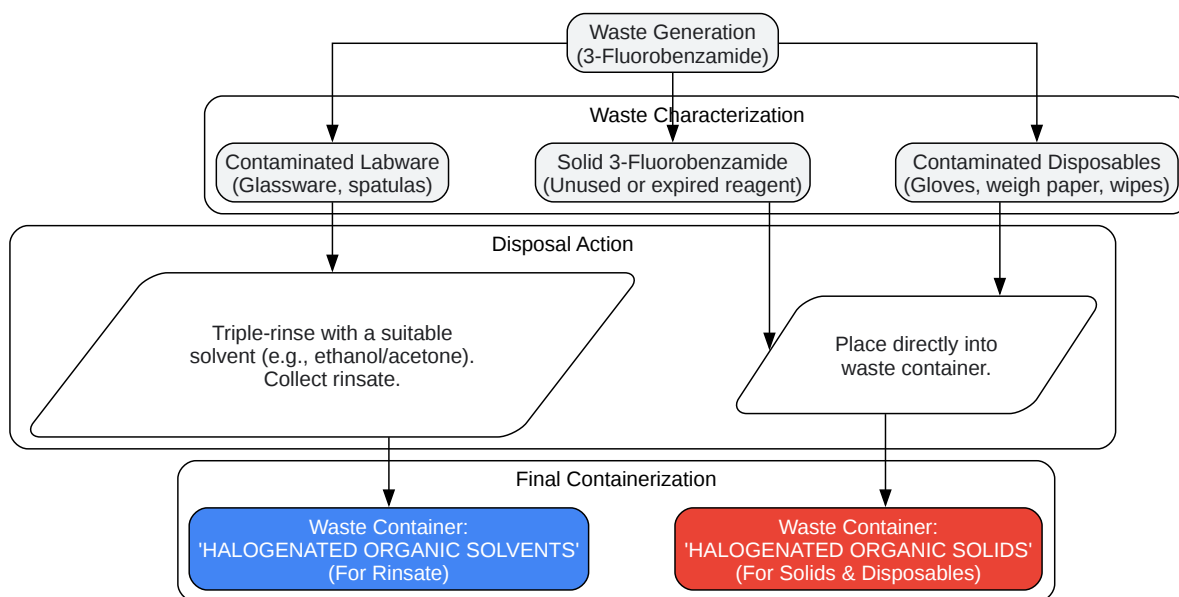 Waste Generation
(3-Fluorobenzamide)
Waste Characterization
Contaminated Labware
(Glassware, spatulas)
Solid 3-Fluorobenzamide
(Unused or expired reagent)
Contaminated Disposables
(Gloves, weigh paper, wipes)
Disposal Action
Triple-rinse with a suitable
solvent (e.g., ethanol/acetone).
Collect rinsate.
Place directly into
waste container.
Final Containerization
Waste Container:
'HALOGENATED ORGANIC SOLVENTS'
(For Rinsate)
Waste Container:
'HALOGENATED ORGANIC SOLIDS'
(For Solids & Disposables)